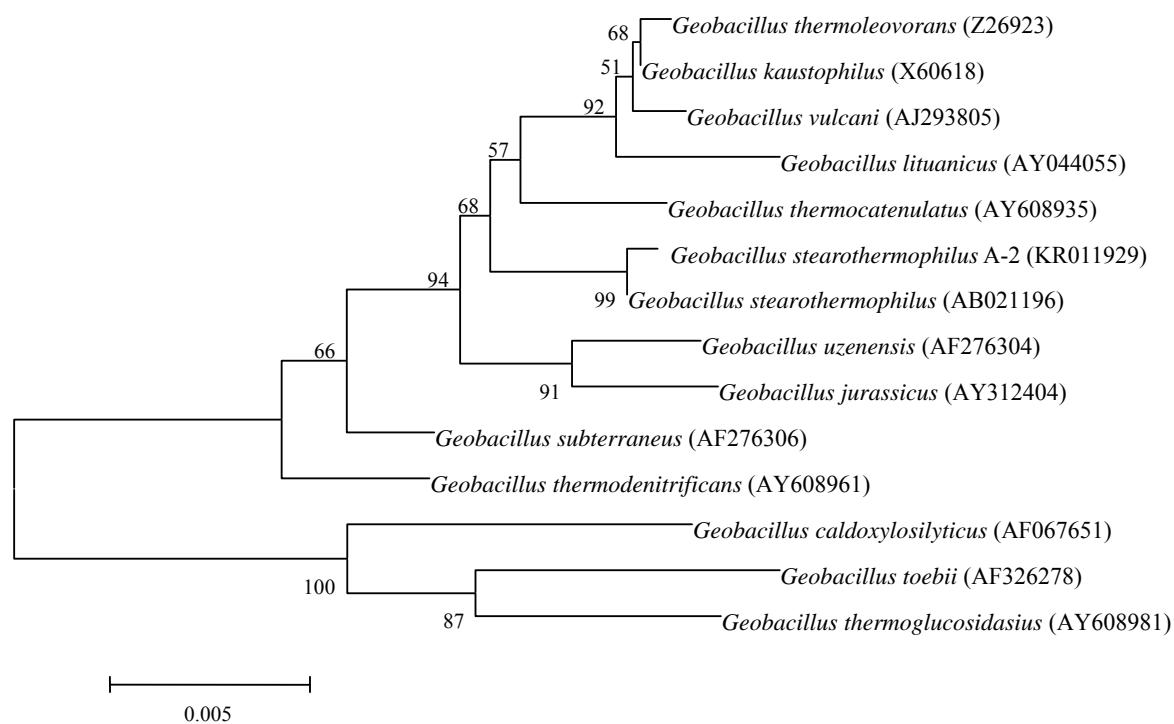 68
Geobacillus thermoleovorans (Z26923)
51
Geobacillus kaustophilus (X60618)
92
Geobacillus vulcani (AJ293805)
57
Geobacillus lituanicus (AY044055)
68
Geobacillus thermocatenulatus (AY608935)
Geobacillus stearothermophilus A-2 (KR011929)
94
99
Geobacillus stearothermophilus (AB021196)
66
Geobacillus uzenensis (AF276304)
91
Geobacillus jurassicus (AY312404)
Geobacillus subterraneus (AF276306)
Geobacillus thermodenitrificans (AY608961)
Geobacillus caldoxylosilyticus (AF067651)
100
Geobacillus toebii (AF326278)
87
Geobacillus thermoglucosidasius (AY608981)
0.005